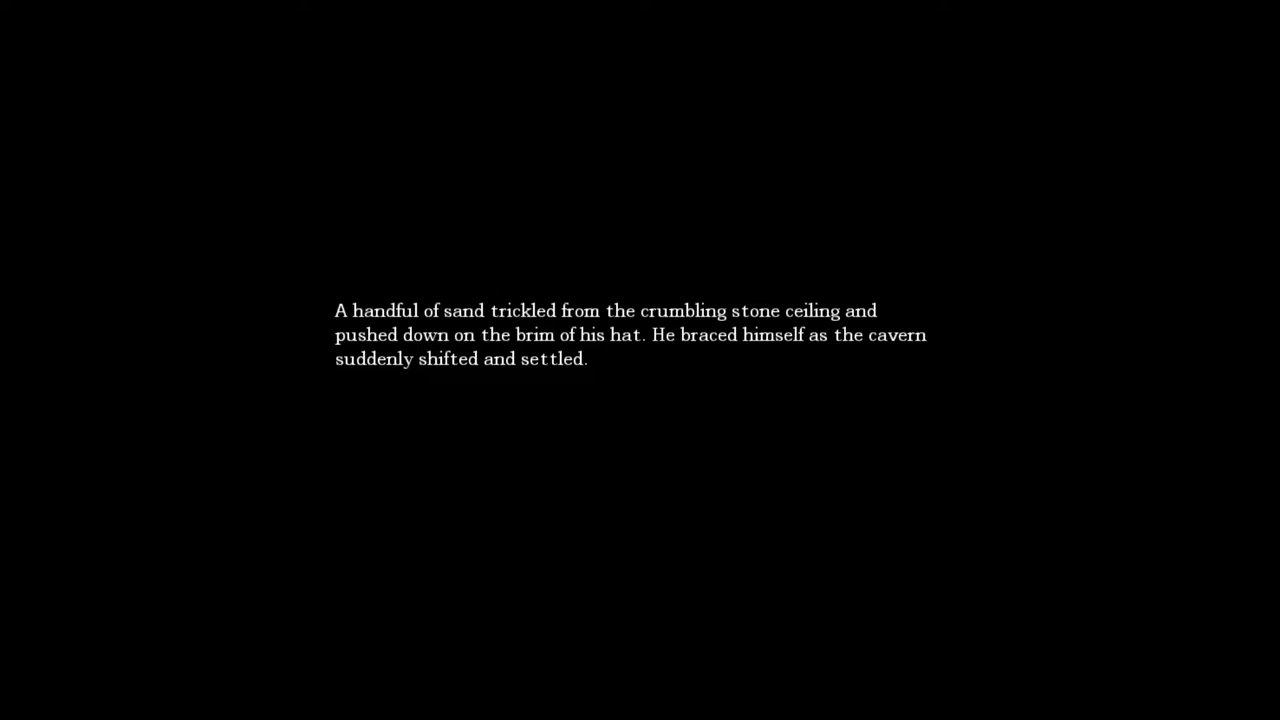 A handful of sand trickled from the crumbling stone ceiling and
pushed down on the brim of his hat. He braced himself as the cavern
suddenly shifted and settled.